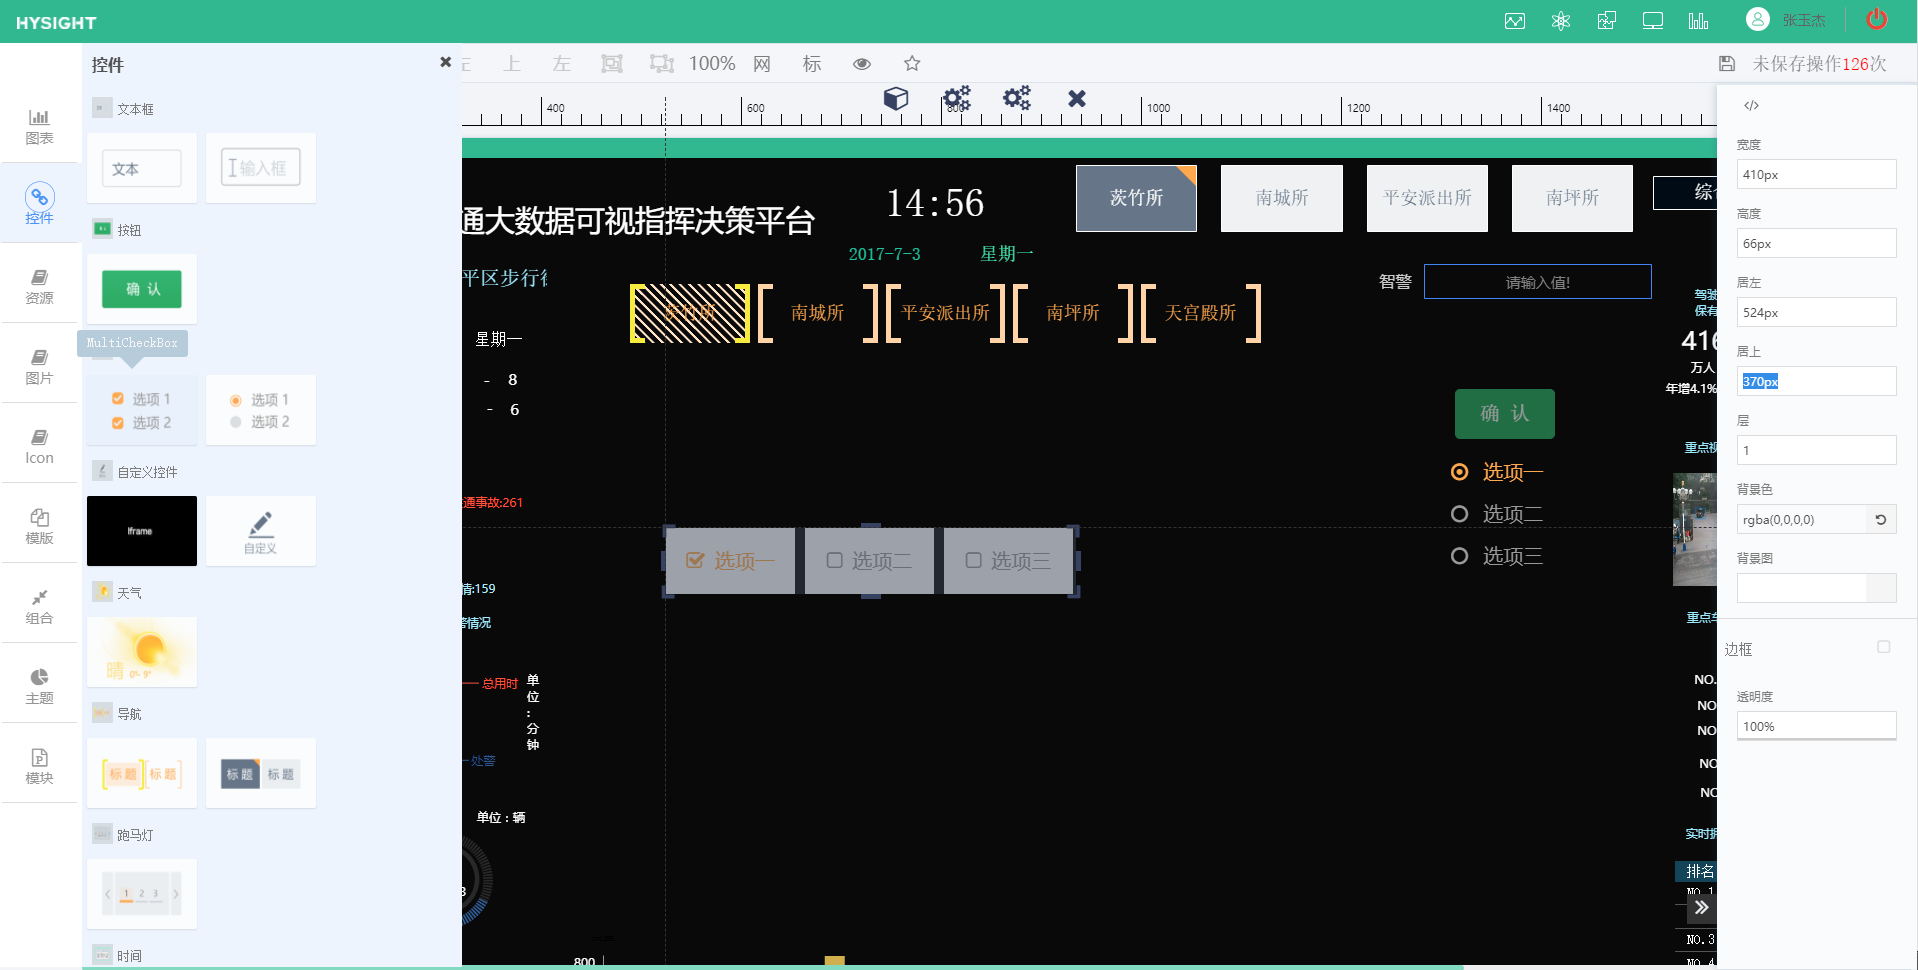 HYSIGHT
张玉杰
控件
上
左
100%
网
标
未保存操作126次
图表
控件
资源
图片
Icon
模版
组合
主题
模块
文本框
文本
输入框
按钮
确 认
MultiCheckBox
选项 1
选项 2
选项 1
选项 2
自定义控件
Iframe
自定义
天气
晴
导航
标 题
标 题
标 题
标 题
跑马灯
1 2 3
时间
400
600
800
1000
1200
1400
通大数据可视指挥决策平台
14:56
2017-7-3
星期一
茨竹所
南城所
平安派出所
南坪所
平区步行
智警
请输入值!
茨竹所
南城所
平安派出所
南坪所
天宫殿所
星期一
- 8
- 6
驾驶
保有
416
万人
年增4.1%
确 认
选项一
选项二
选项三
重点视
通事故:261
选项一
选项二
选项三
情:159
警情况
重点车
总用时
单位:分钟
处警
单位:辆
3
800
NO.
NO
NO
NO
NO
实时拥
排名
NO.1
NO.3
NO.4
</>
宽度
410px
高度
66px
居左
524px
居上
370px
层
1
背景色
rgba(0,0,0,0)
背景图
边框
透明度
100%